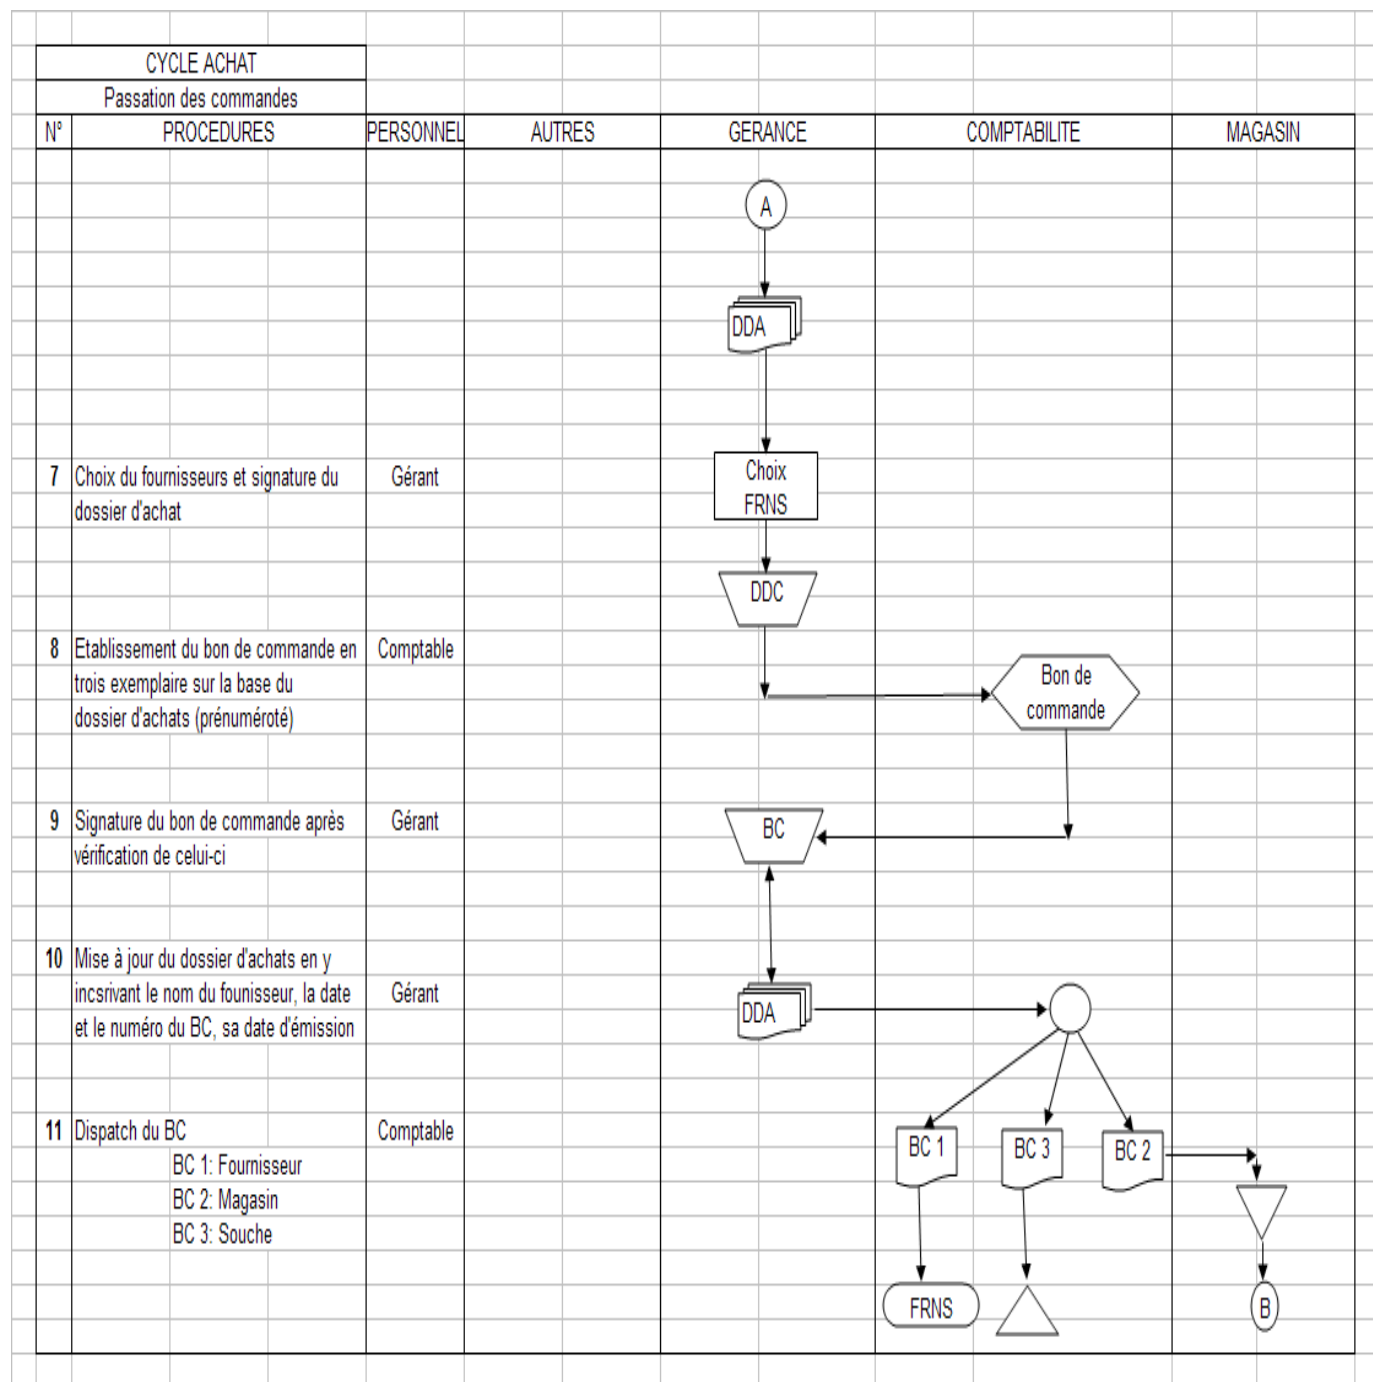 CYCLE ACHAT
Passation des commandes
N° PROCEDURES PERSONNEL AUTRES GERANCE COMPTABILITE MAGASIN
A
DDA
7 Choix du fournisseurs et signature du
dossier d'achat
Gérant
Choix
FRNS
DDC
8 Etablissement du bon de commande en
trois exemplaire sur la base du
dossier d'achats (prénuméroté)
Comptable
Bon de
commande
9 Signature du bon de commande après
vérification de celui-ci
Gérant
BC
10 Mise à jour du dossier d'achats en y
incsrivant le nom du founisseur, la date
et le numéro du BC, sa date d'émission
Gérant
DDA
11 Dispatch du BC
BC 1: Fournisseur
BC 2: Magasin
BC 3: Souche
Comptable
BC 1
BC 3
BC 2
FRNS
B